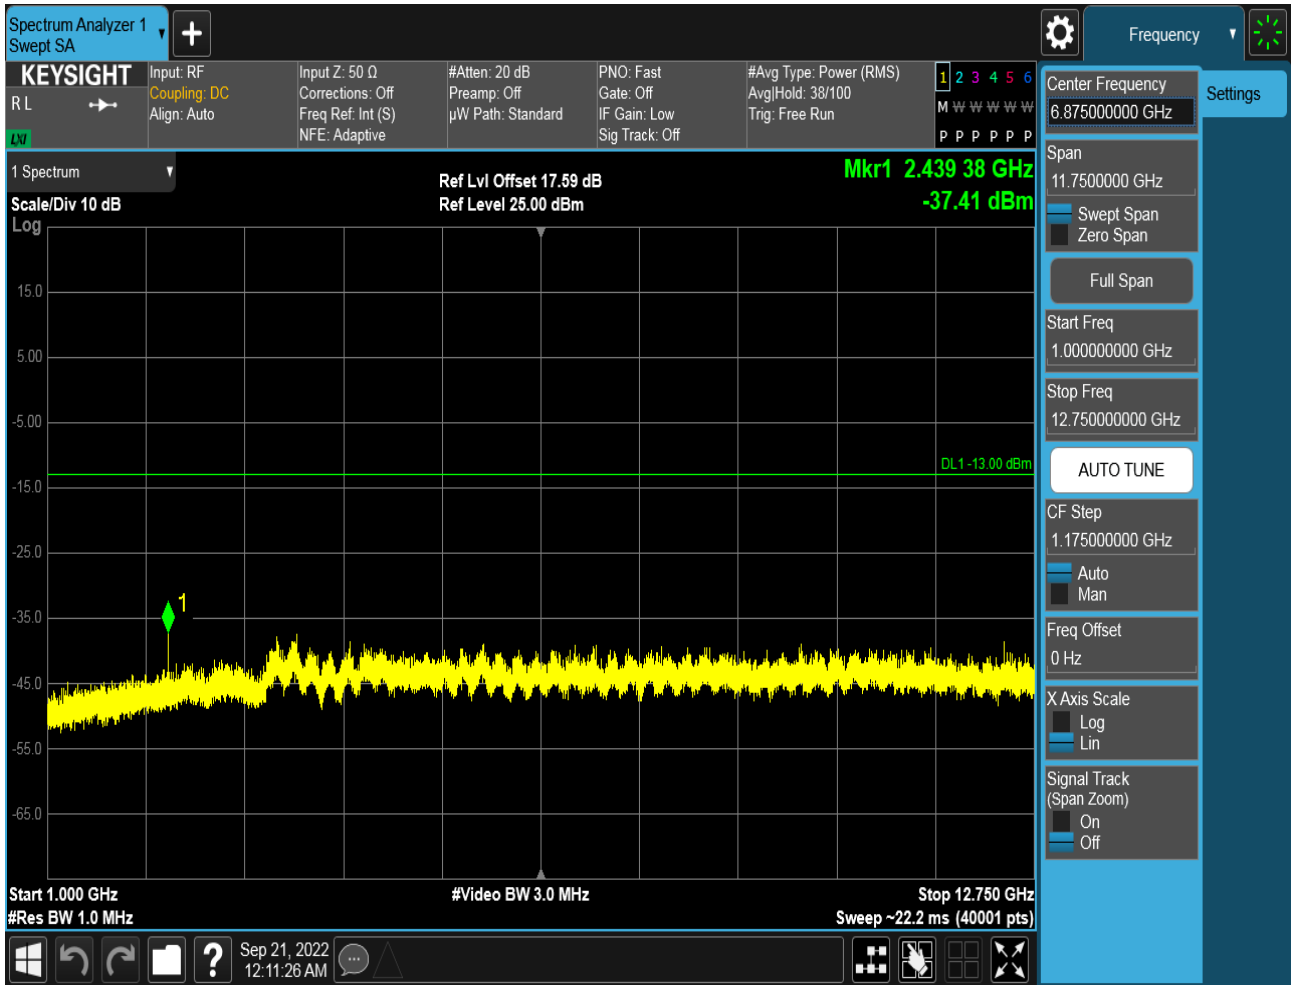 Spectrum Analyzer 1
Swept SA
Frequency
KEYSIGHT
R L
LXI
Input: RF
Coupling: DC
Align: Auto
Input Z: 50 Ω
Corrections: Off
Freq Ref: Int (S)
NFE: Adaptive
#Atten: 20 dB
Preamp: Off
µW Path: Standard
PNO: Fast
Gate: Off
IF Gain: Low
Sig Track: Off
#Avg Type: Power (RMS)
Avg|Hold: 38/100
Trig: Free Run
1 2 3 4 5 6
M W W W W W
P P P P P P
1 Spectrum
Scale/Div 10 dB
Log
Ref Lvl Offset 17.59 dB
Ref Level 25.00 dBm
Mkr1 2.439 38 GHz
-37.41 dBm
15.0
5.00
-5.00
-15.0
-25.0
-35.0
-45.0
-55.0
-65.0
DL1 -13.00 dBm
1
Start 1.000 GHz
#Res BW 1.0 MHz
#Video BW 3.0 MHz
Stop 12.750 GHz
Sweep ~22.2 ms (40001 pts)
Sep 21, 2022
12:11:26 AM
Center Frequency
6.875000000 GHz
Settings
Span
11.7500000 GHz
Swept Span
Zero Span
Full Span
Start Freq
1.000000000 GHz
Stop Freq
12.750000000 GHz
AUTO TUNE
CF Step
1.175000000 GHz
Auto
Man
Freq Offset
0 Hz
X Axis Scale
Log
Lin
Signal Track
(Span Zoom)
On
Off